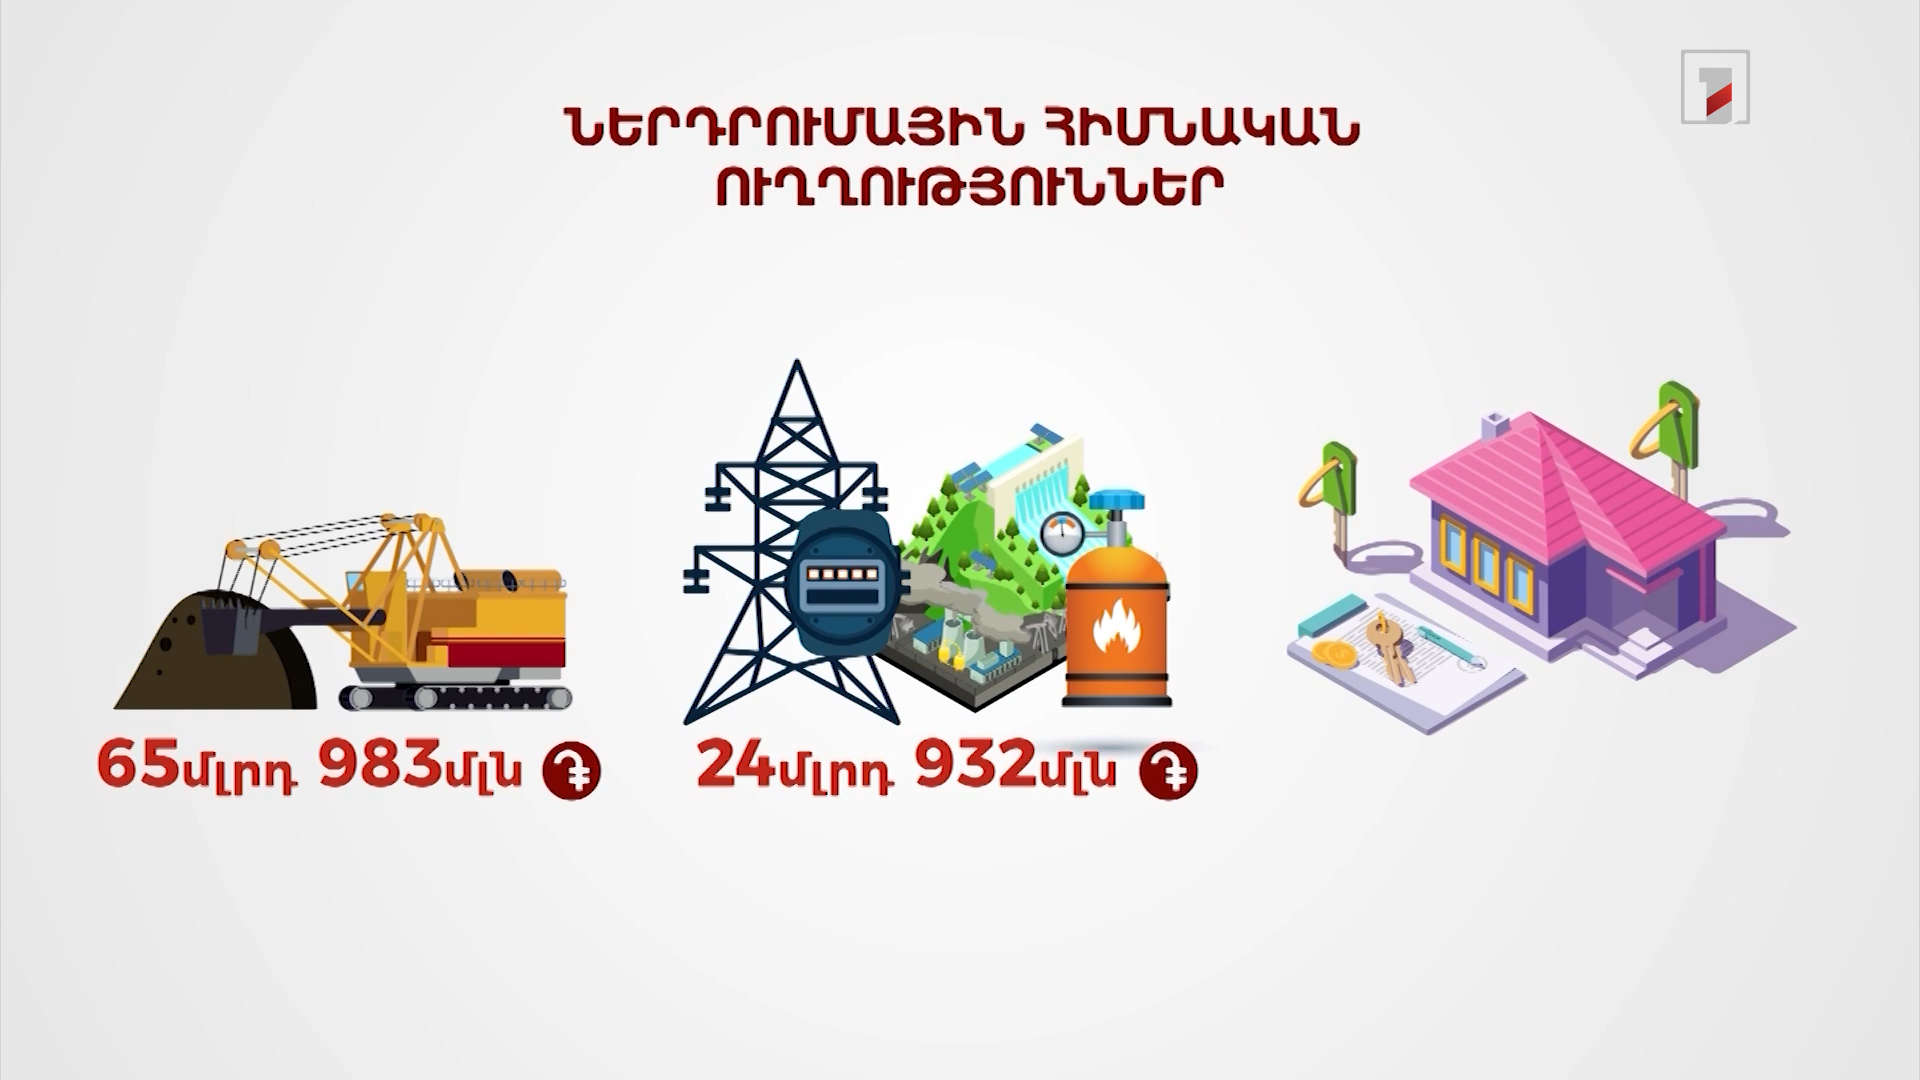 ՆԵՐԴՐՈՒՄԱՅԻՆ ՀԻՄՆԱԿԱՆ
ՈՒՂՂՈՒԹՅՈՒՆՆԵՐ
65մլրդ 983մլն ֏
24մլրդ 932մլն ֏